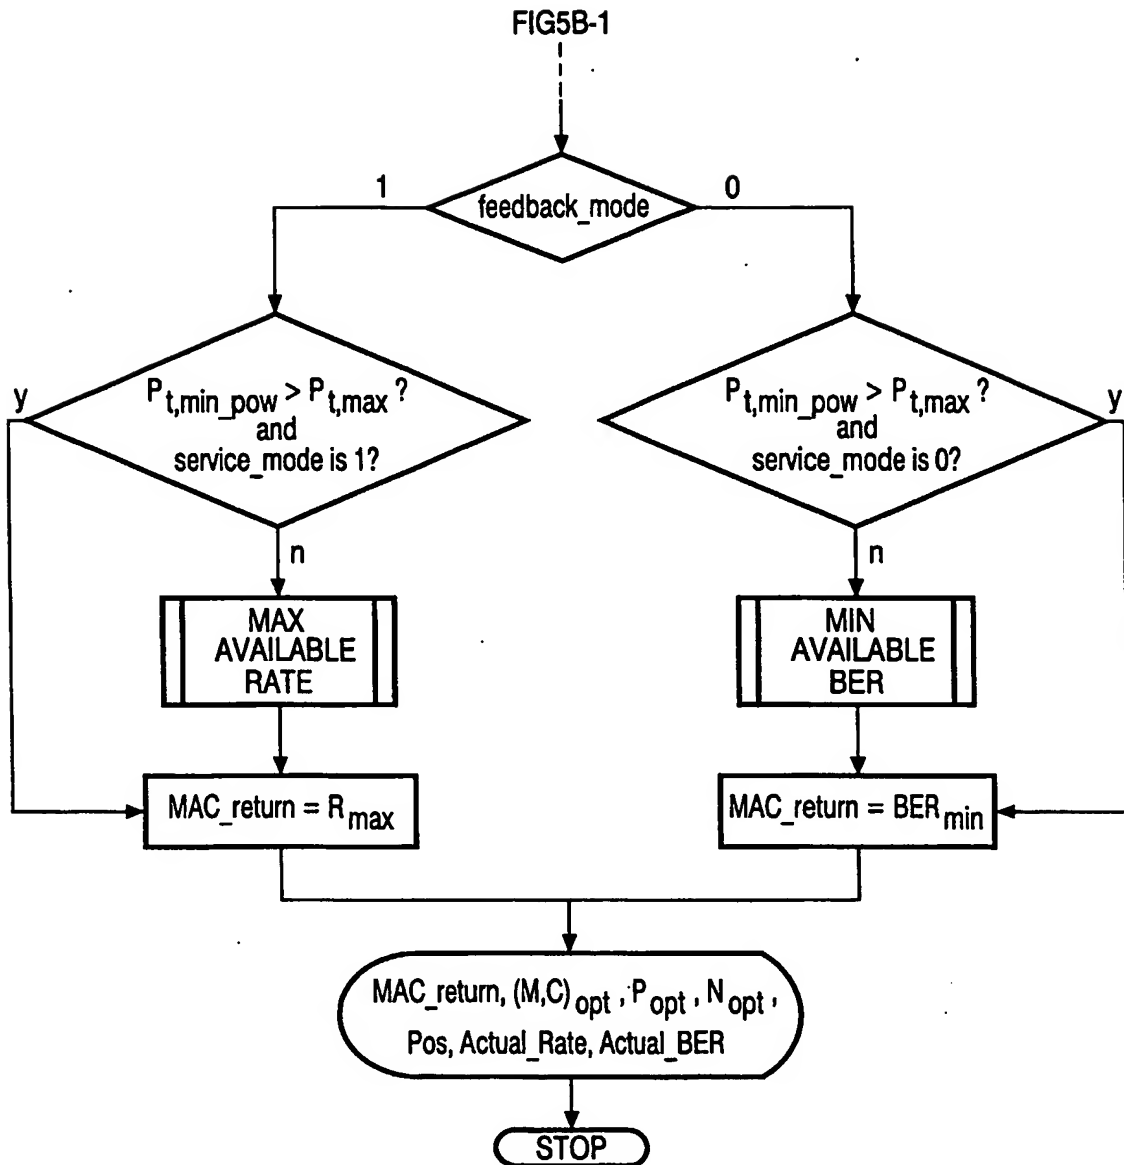 FIG5B-1
1
feedback_mode
0
y
P t,min_pow > P t,max ?
and
service_mode is 1?
P t,min_pow > P t,max ?
and
service_mode is 0?
y
n
n
MAX
AVAILABLE
RATE
MIN
AVAILABLE
BER
MAC_return = R max
MAC_return = BER min
MAC_return, (M,C) opt , P opt , N opt ,
Pos, Actual_Rate, Actual_BER
STOP